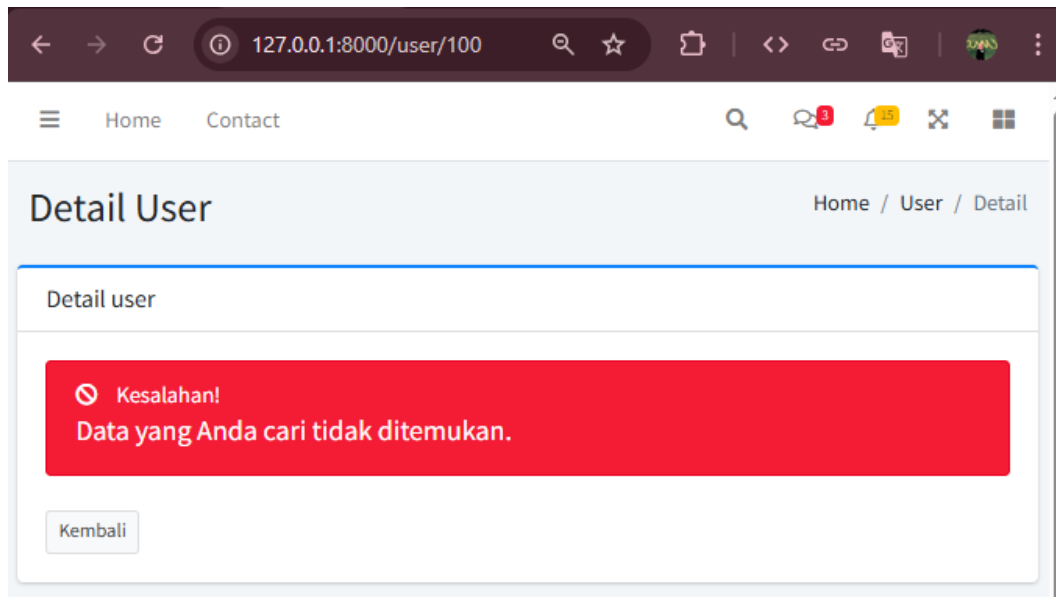 127.0.0.1:8000/user/100
Home Contact 3 15
Detail User Home / User / Detail
Detail user
Kesalahan!
Data yang Anda cari tidak ditemukan.
Kembali